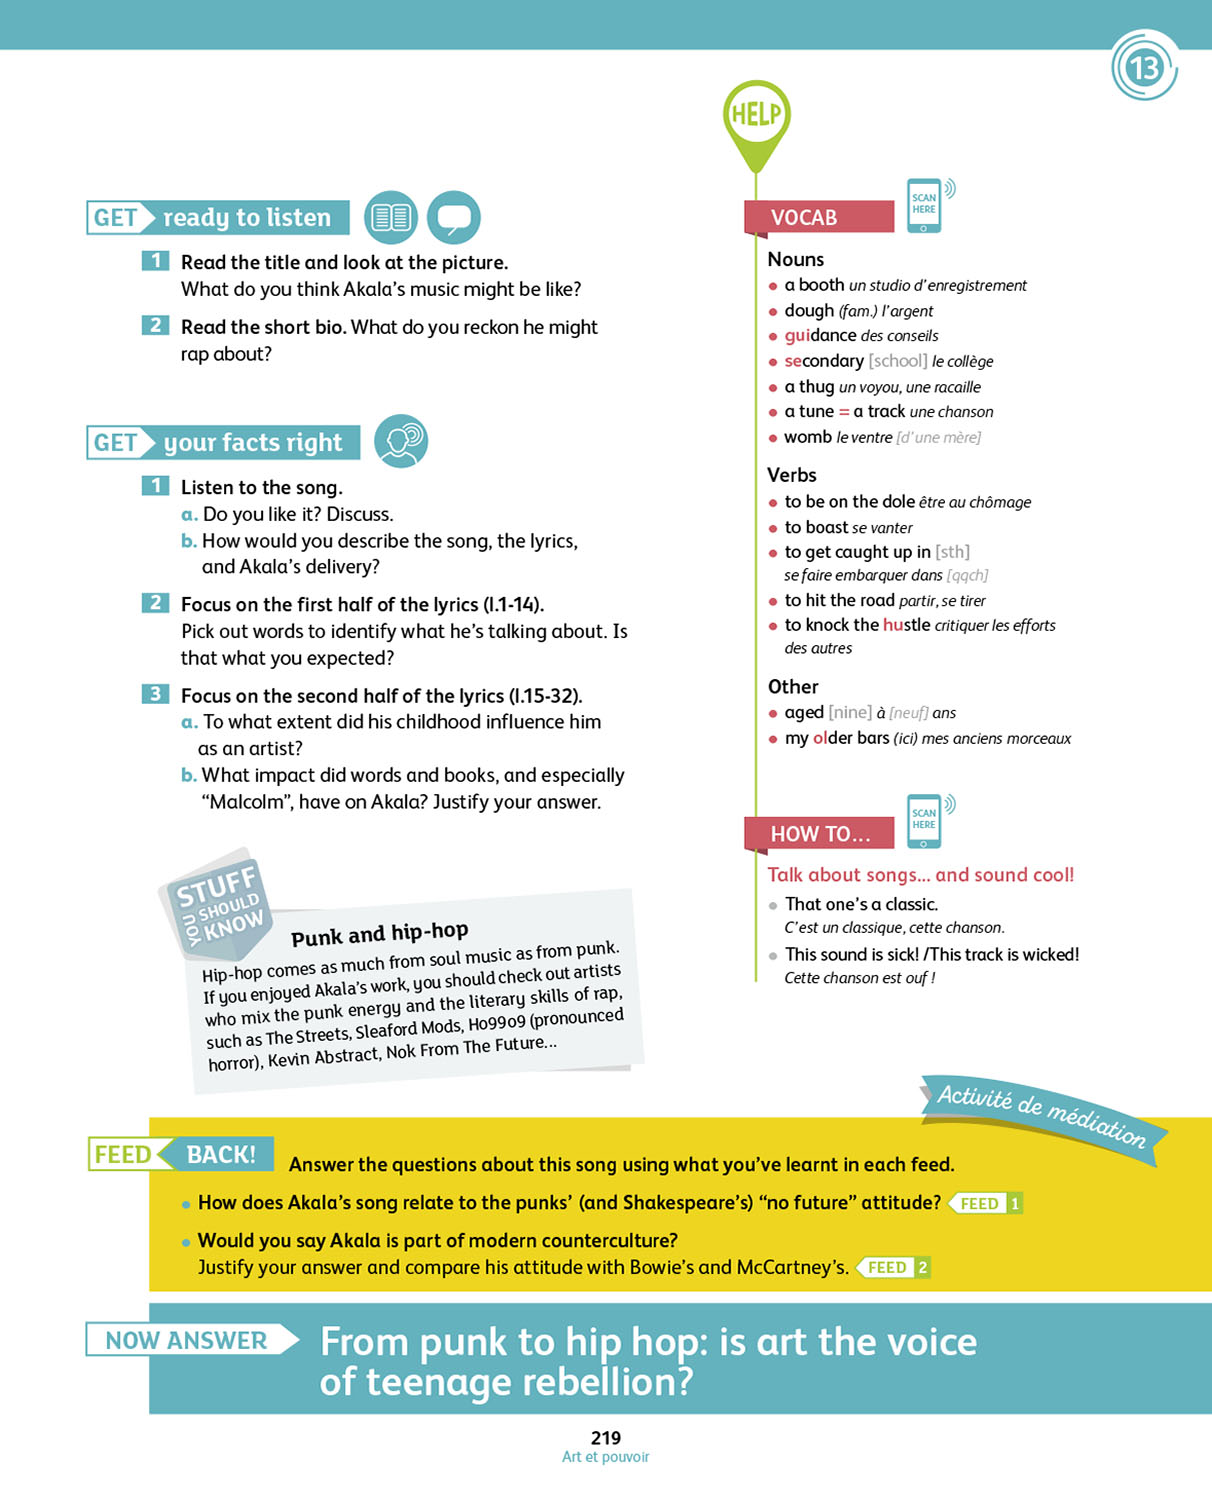 13
GET ready to listen
1 Read the title and look at the picture.
What do you think Akala's music might be like?
2 Read the short bio. What do you reckon he might
rap about?
GET your facts right
1 Listen to the song.
a. Do you like it? Discuss.
b. How would you describe the song, the lyrics,
and Akala's delivery?
2 Focus on the first half of the lyrics (l.1-14).
Pick out words to identify what he's talking about. Is
that what you expected?
3 Focus on the second half of the lyrics (l.15-32).
a. To what extent did his childhood influence him
as an artist?
b. What impact did words and books, and especially
“Malcolm”, have on Akala? Justify your answer.
STUFF
YOU SHOULD
KNOW
Punk and hip-hop
Hip-hop comes as much from soul music as from punk.
If you enjoyed Akala's work, you should check out artists
who mix the punk energy and the literary skills of rap,
such as The Streets, Sleaford Mods, Ho99o9 (pronounced
horror), Kevin Abstract, Nok From The Future...
HELP
VOCAB
SCAN
HERE
Nouns
• a booth un studio d'enregistrement
• dough (fam.) l'argent
• guidance des conseils
• secondary [school] le collège
• a thug un voyou, une racaille
• a tune = a track une chanson
• womb le ventre [d'une mère]
Verbs
• to be on the dole être au chômage
• to boast se vanter
• to get caught up in [sth]
se faire embarquer dans [qqch]
• to hit the road partir, se tirer
• to knock the hustle critiquer les efforts
des autres
Other
• aged [nine] à [neuf] ans
• my older bars (ici) mes anciens morceaux
HOW TO...
SCAN
HERE
Talk about songs... and sound cool!
• That one's a classic.
C'est un classique, cette chanson.
• This sound is sick! /This track is wicked!
Cette chanson est ouf !
Activité de médiation
FEED BACK!
Answer the questions about this song using what you've learnt in each feed.
• How does Akala's song relate to the punks' (and Shakespeare's) “no future” attitude? FEED 1
• Would you say Akala is part of modern counterculture?
Justify your answer and compare his attitude with Bowie's and McCartney's. FEED 2
NOW ANSWER
From punk to hip hop: is art the voice
of teenage rebellion?
219
Art et pouvoir